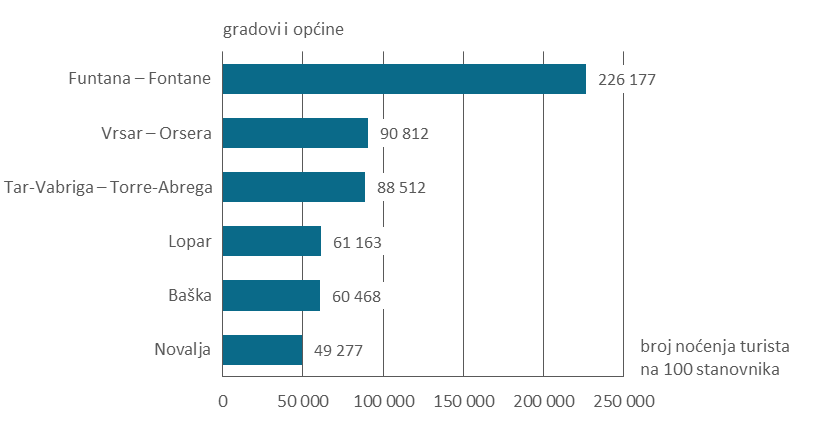 gradovi i općine
Funtana – Fontane
226 177
Vrsar – Orsera
90 812
Tar-Vabriga – Torre-Abrega
88 512
Lopar
61 163
Baška
60 468
Novalja
49 277
broj noćenja turista
na 100 stanovnika
0
50 000
100 000
150 000
200 000
250 000